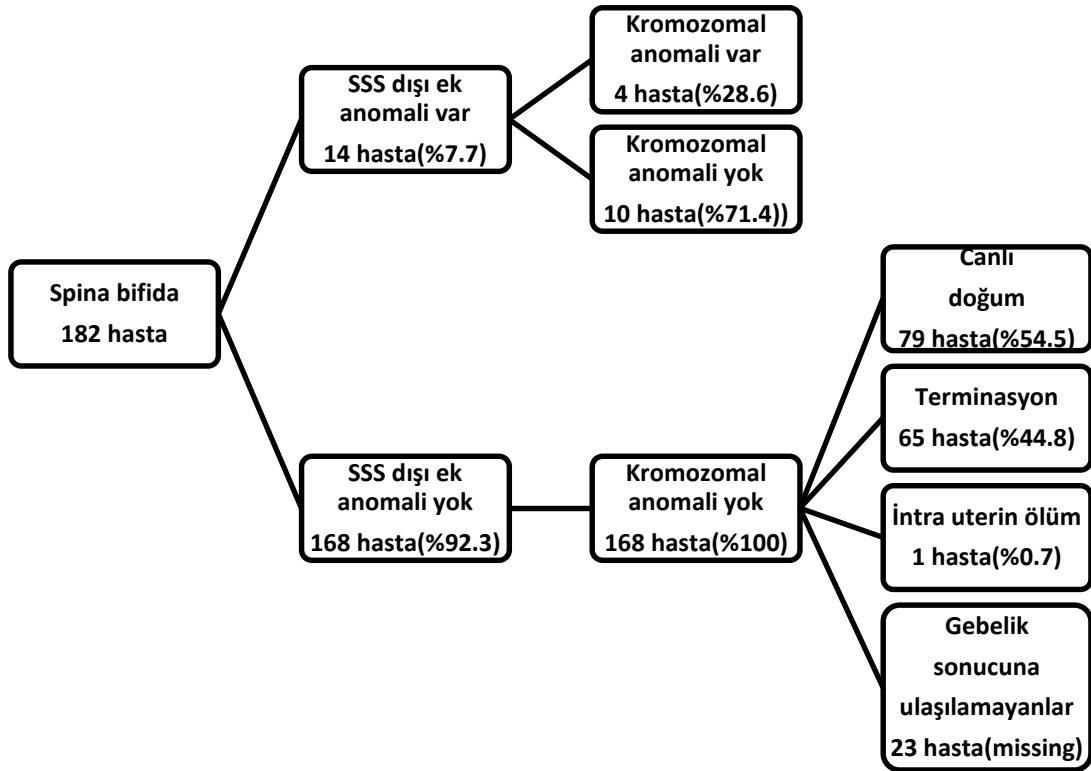 Spina bifida
182 hasta
SSS dışı ek
anomali var
14 hasta(%7.7)
Kromozomal
anomali var
4 hasta(%28.6)
Kromozomal
anomali yok
10 hasta(%71.4))
SSS dışı ek
anomali yok
168 hasta(%92.3)
Kromozomal
anomali yok
168 hasta(%100)
Canlı
doğum
79 hasta(%54.5)
Terminasyon
65 hasta(%44.8)
İntra uterin ölüm
1 hasta(%0.7)
Gebelik
sonucuna
ulaşılamayanlar
23 hasta(missing)